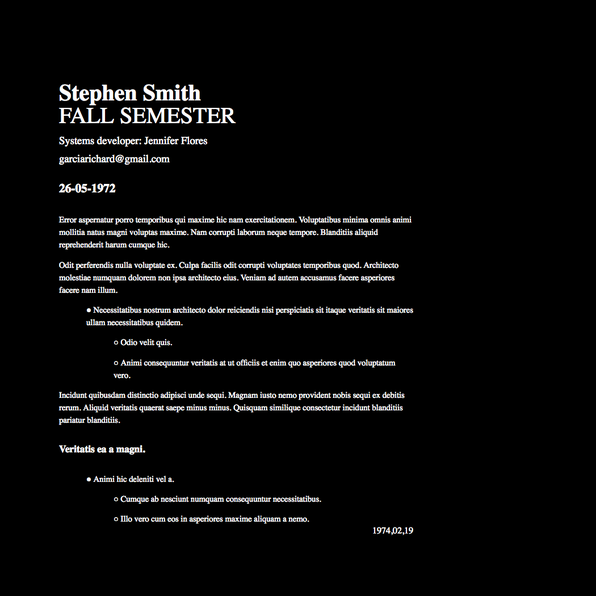 Stephen Smith
FALL SEMESTER
Systems developer: Jennifer Flores
garciarichard@gmail.com
26-05-1972
Error aspernatur porro temporibus qui maxime hic nam exercitationem. Voluptatibus minima omnis animi
mollitia natus magni voluptas maxime. Nam corrupti laborum neque tempore. Blanditiis aliquid
reprehenderit harum cumque hic.
Odit perferendis nulla voluptate ex. Culpa facilis odit corrupti voluptates temporibus quod. Architecto
molestiae numquam dolorem non ipsa architecto eius. Veniam ad autem accusamus facere asperiores
facere nam illum.
● Necessitatibus nostrum architecto dolor reiciendis nisi perspiciatis sit itaque veritatis sit maiores
ullam necessitatibus quidem.
○ Odio velit quis.
○ Animi consequuntur veritatis at ut officiis et enim quo asperiores quod voluptatum
vero.
Incidunt quibusdam distinctio adipisci unde sequi. Magnam iusto nemo provident nobis sequi ex debitis
rerum. Aliquid veritatis quaerat saepe minus minus. Quisquam similique consectetur incidunt blanditiis
pariatur blanditiis.
Veritatis ea a magni.
● Animi hic deleniti vel a.
○ Cumque ab nesciunt numquam consequuntur necessitatibus.
○ Illo vero cum eos in asperiores maxime aliquam a nemo.
1974,02,19